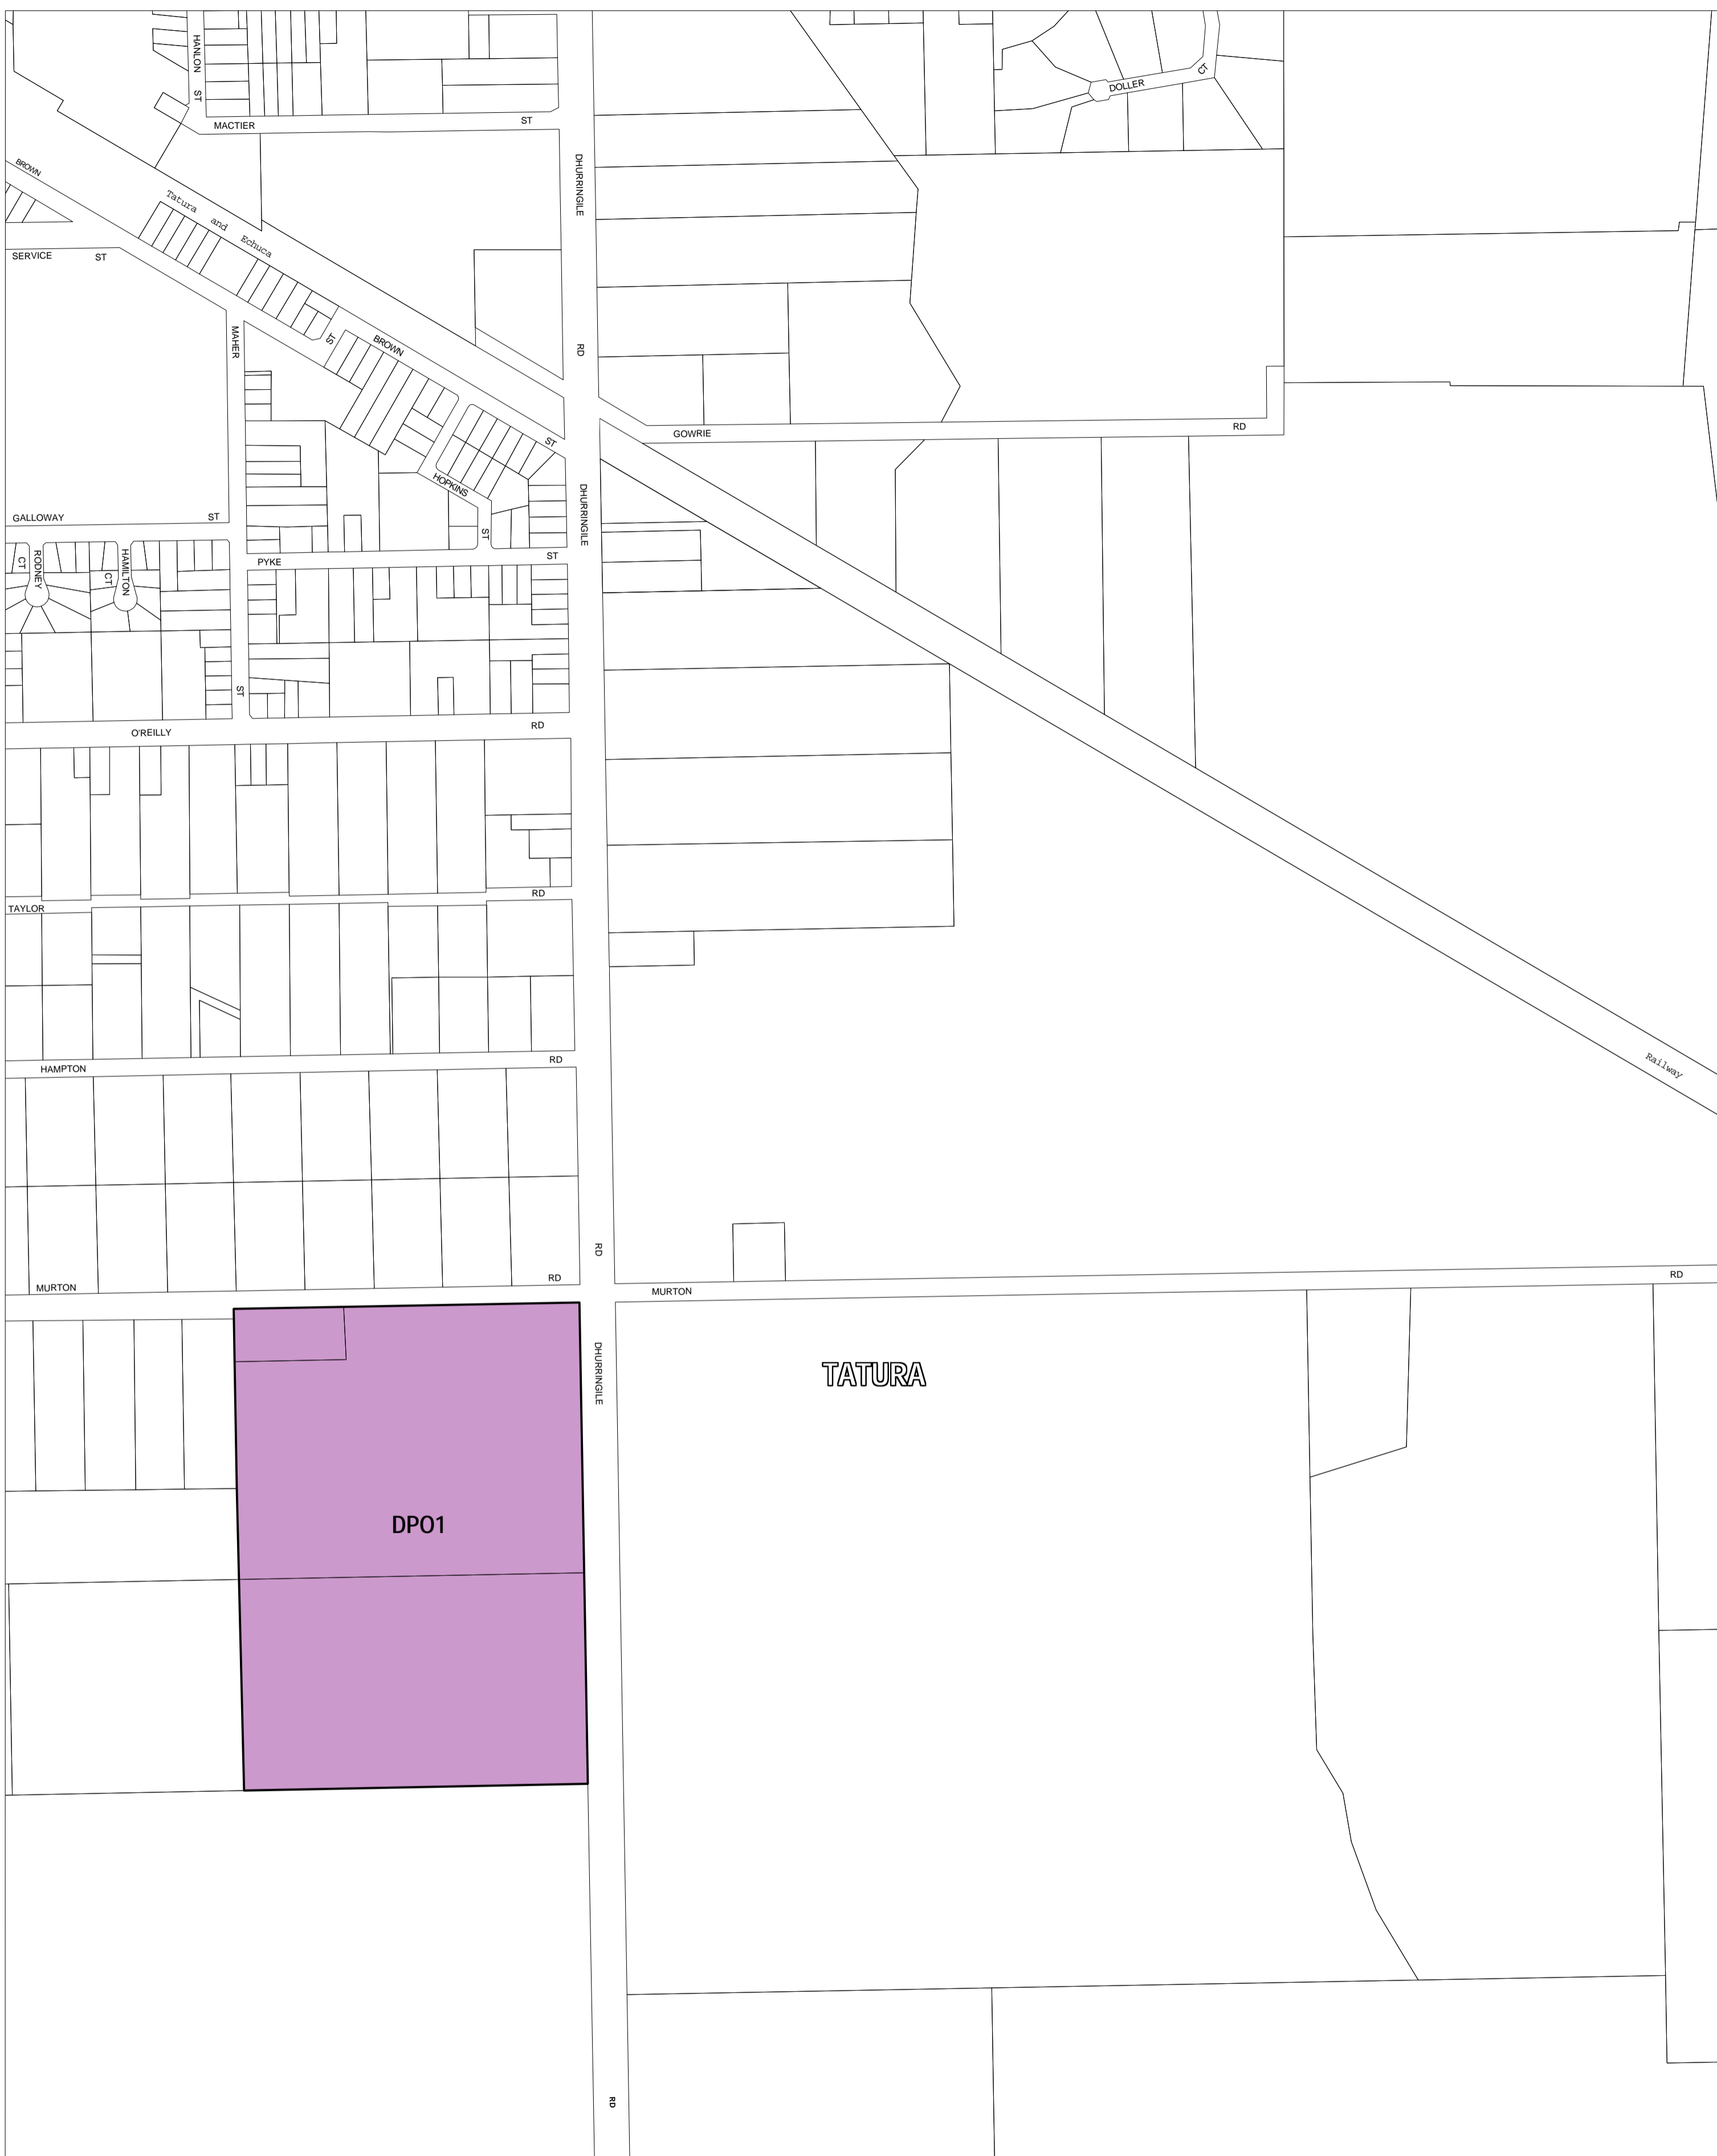 HANLON
ST
MACTIER
ST
DOLLER
CT
BROWN
Tatura and Echuca
DHURRINGILE
SERVICE
ST
MAHER
ST
BROWN
RD
GOWRIE
RD
ST
HOPKINS
DHURRINGILE
GALLOWAY
ST
ST
PYKE
ST
CT
RODNEY
CT
HAMILTON
ST
O'REILLY
RD
TAYLOR
RD
HAMPTON
RD
Railway
MURTON
RD
RD
MURTON
RD
DHURRINGILE
TATURA
DPO1
RD